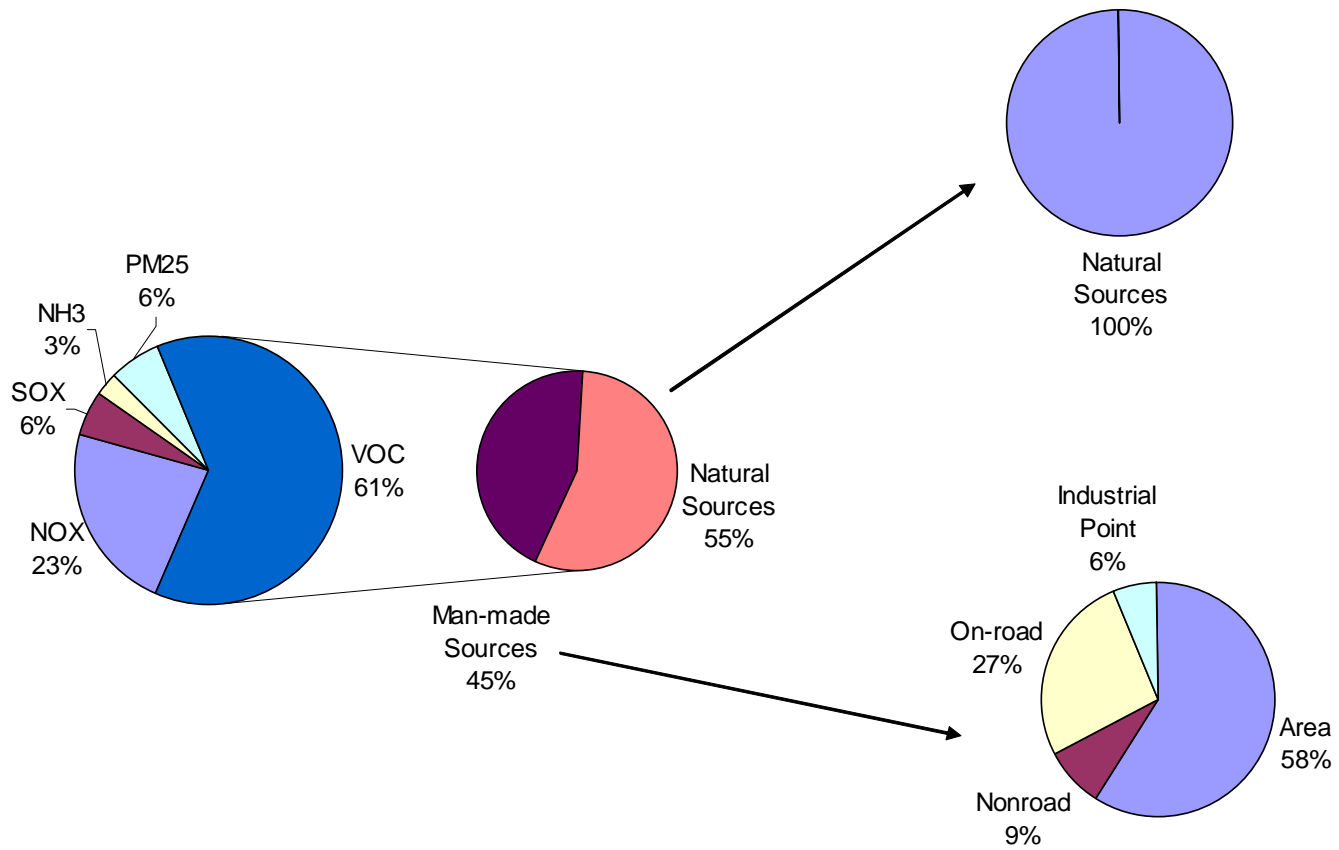 PM25
6%
NH3
3%
SOX
6%
NOX
23%
VOC
61%
Natural
Sources
55%
Man-made
Sources
45%
Natural
Sources
100%
Industrial
Point
6%
On-road
27%
Area
58%
Nonroad
9%